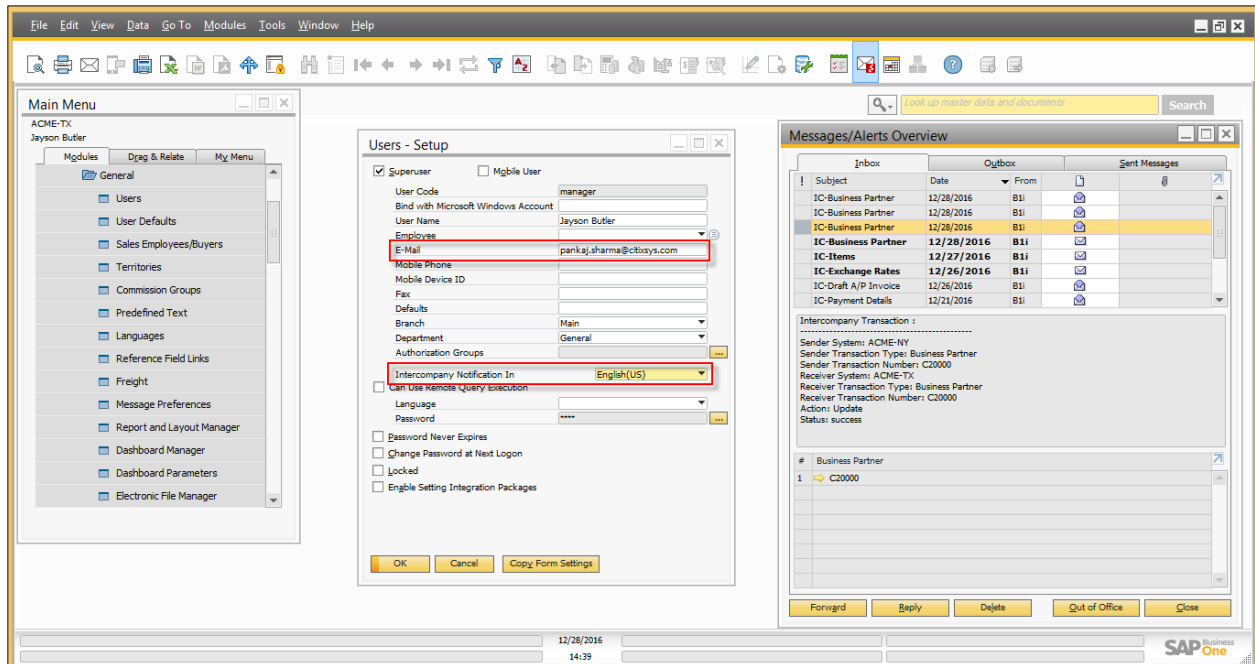 File Edit View Data Go To Modules Tools Window Help
Look up master data and documents Search
Main Menu
ACME-TX
Jayson Butler
Modules Drag & Relate My Menu
General
Users
User Defaults
Sales Employees/Buyers
Territories
Commission Groups
Predefined Text
Languages
Reference Field Links
Freight
Message Preferences
Report and Layout Manager
Dashboard Manager
Dashboard Parameters
Electronic File Manager
Users - Setup
Superuser Mobile User
User Code manager
Bind with Microsoft Windows Account
User Name Jayson Butler
Employee
E-Mail pankaj.sharma@citixsys.com
Mobile Phone
Mobile Device ID
Fax
Defaults
Branch Main
Department General
Authorization Groups
Intercompany Notification In English(US)
Can Use Remote Query Execution
Language
Password ****
Password Never Expires
Change Password at Next Logon
Locked
Enable Setting Integration Packages
OK Cancel Copy Form Settings
Messages/Alerts Overview
Inbox Outbox Sent Messages
! Subject Date From
IC-Business Partner 12/28/2016 B1i
IC-Business Partner 12/28/2016 B1i
IC-Business Partner 12/28/2016 B1i
IC-Business Partner 12/28/2016 B1i
IC-Items 12/27/2016 B1i
IC-Exchange Rates 12/26/2016 B1i
IC-Draft A/P Invoice 12/26/2016 B1i
IC-Payment Details 12/21/2016 B1i
Intercompany Transaction :
--------------------------------------------
Sender System: ACME-NY
Sender Transaction Type: Business Partner
Sender Transaction Number: C20000
Receiver System: ACME-TX
Receiver Transaction Type: Business Partner
Receiver Transaction Number: C20000
Action: Update
Status: success
# Business Partner
1 C20000
Forward Reply Delete Out of Office Close
12/28/2016
14:39
SAP Business One